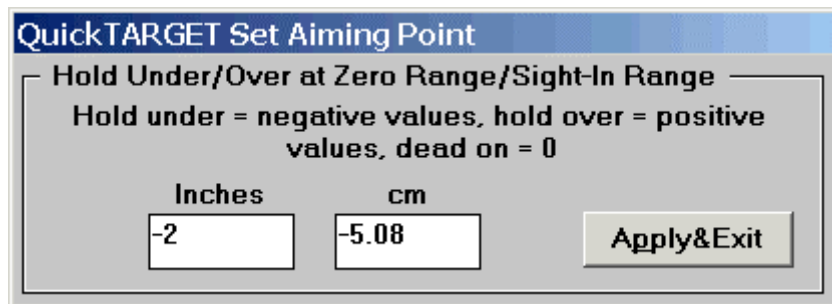 QuickTARGET Set Aiming Point
Hold Under/Over at Zero Range/Sight-In Range
Hold under = negative values, hold over = positive
values, dead on = 0
Inches cm
-2 -5.08 Apply&Exit